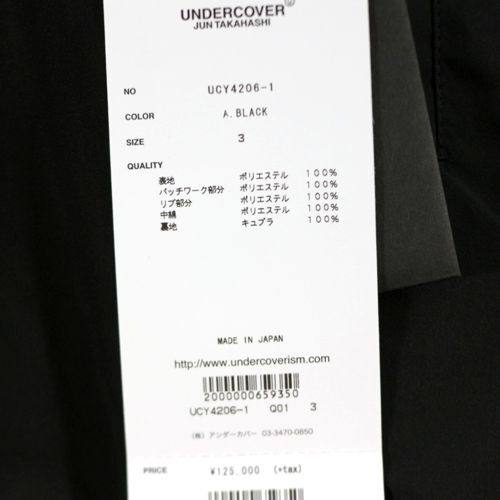 UNDERCOVER
JUN TAKAHASHI
NO UCY4206-1
COLOR A.BLACK
SIZE 3
QUALITY
表地 ポリエステル 100%
パッチワーク部分 ポリエステル 100%
リブ部分 ポリエステル 100%
中綿 ポリエステル 100%
裏地 キュプラ 100%
MADE IN JAPAN
http://www.undercoverism.com
2000000659350
UCY4206-1 Q01 3
(株) アンダーカバー 03-3470-0850
PRICE ¥125.000 (+tax)